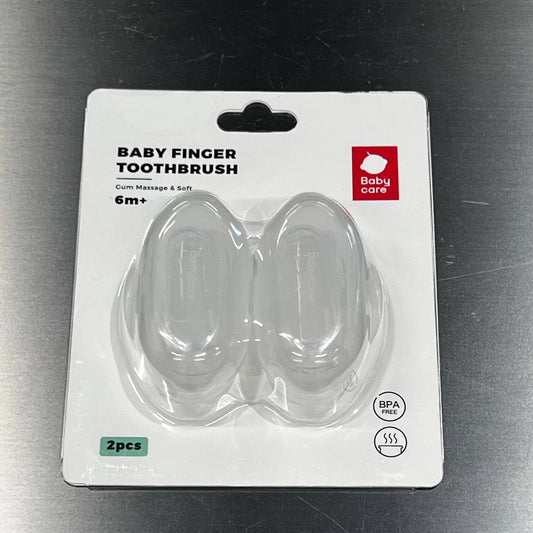 BABY FINGER
TOOTHBRUSH
Gum Massage & Soft
6m+
Baby
care
BPA
FREE
2pcs